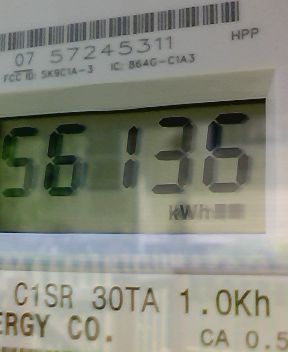 HPP
07 57245311
FCC ID: SK9C1A-3 IC: 864G-C1A3
56136
kWh
C1SR 30TA 1.0Kh
ERGY CO.
CA 0.5